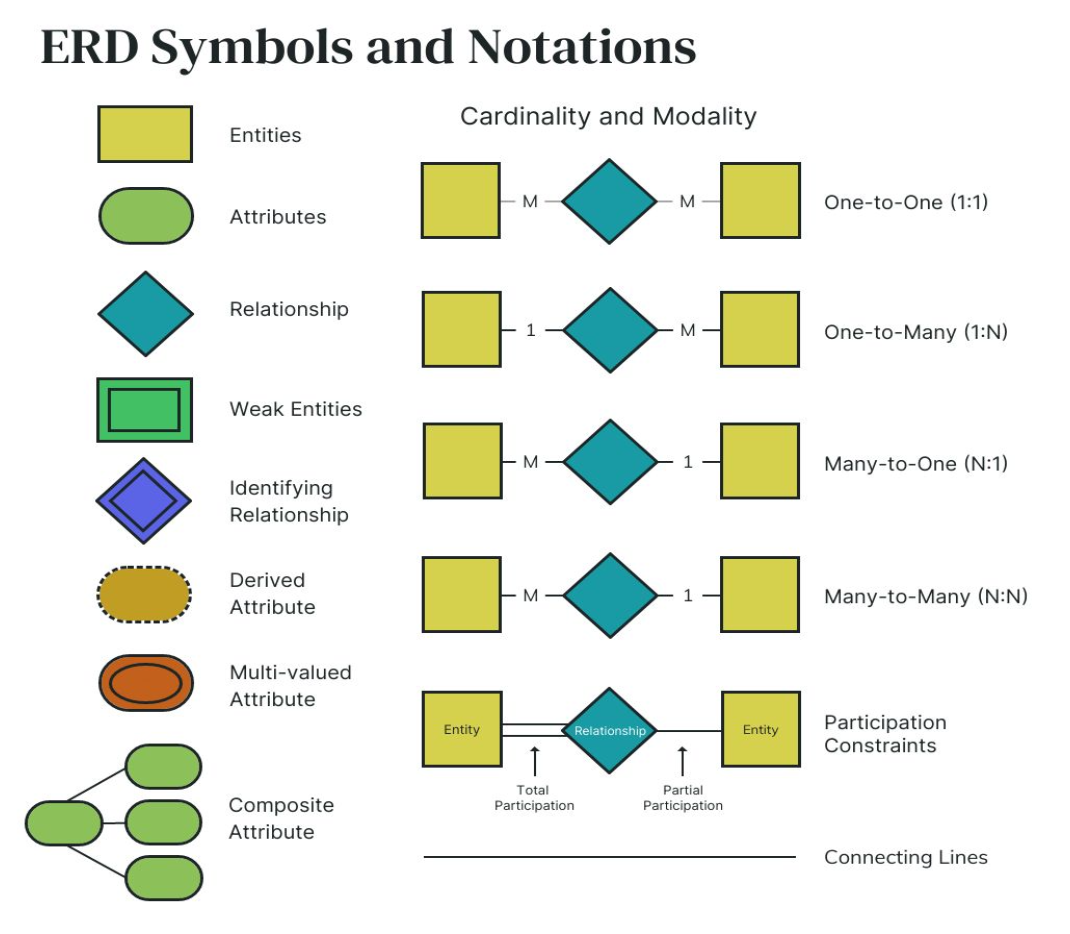 ERD Symbols and Notations
Entities
Attributes
Relationship
Weak Entities
Identifying
Relationship
Derived
Attribute
Multi-valued
Attribute
Composite
Attribute
Cardinality and Modality
M M One-to-One (1:1)
1 M One-to-Many (1:N)
M 1 Many-to-One (N:1)
M 1 Many-to-Many (N:N)
Entity Relationship Entity
Total
Participation
Partial
Participation
Participation
Constraints
Connecting Lines